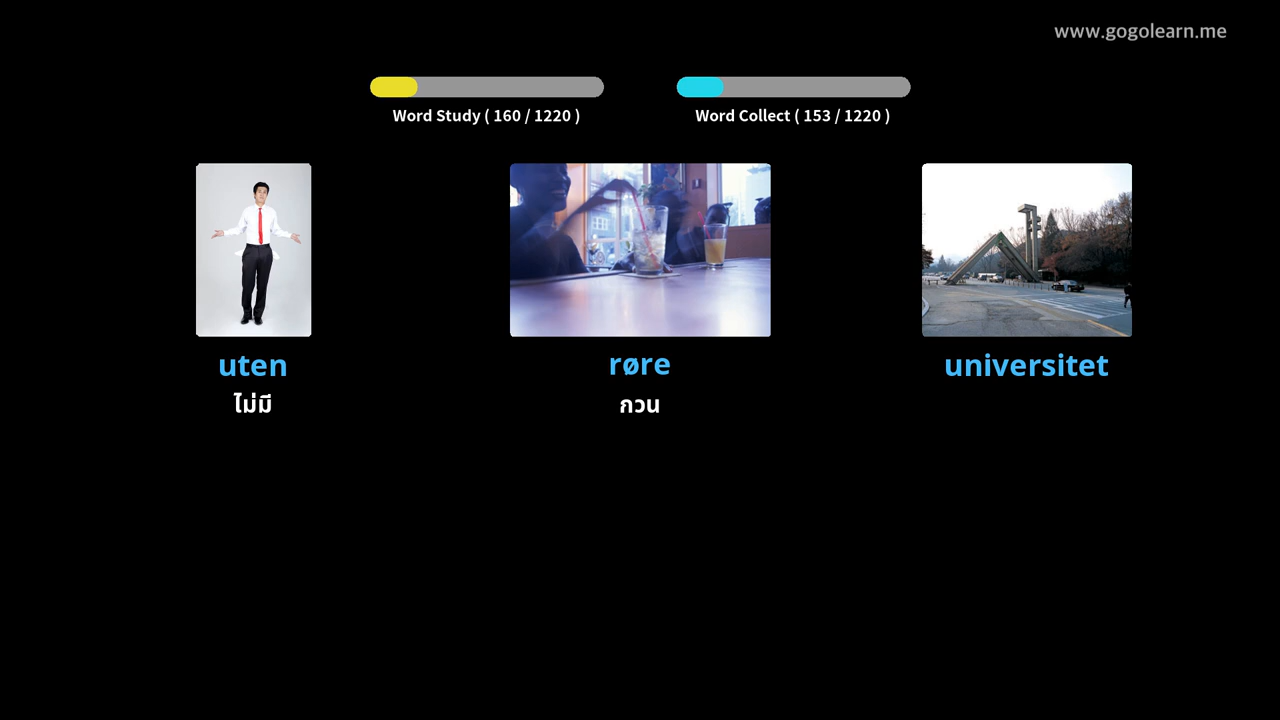 www.gogolearn.me
Word Study ( 160 / 1220 )
Word Collect ( 153 / 1220 )
uten
ไม่มี
røre
กวน
universitet